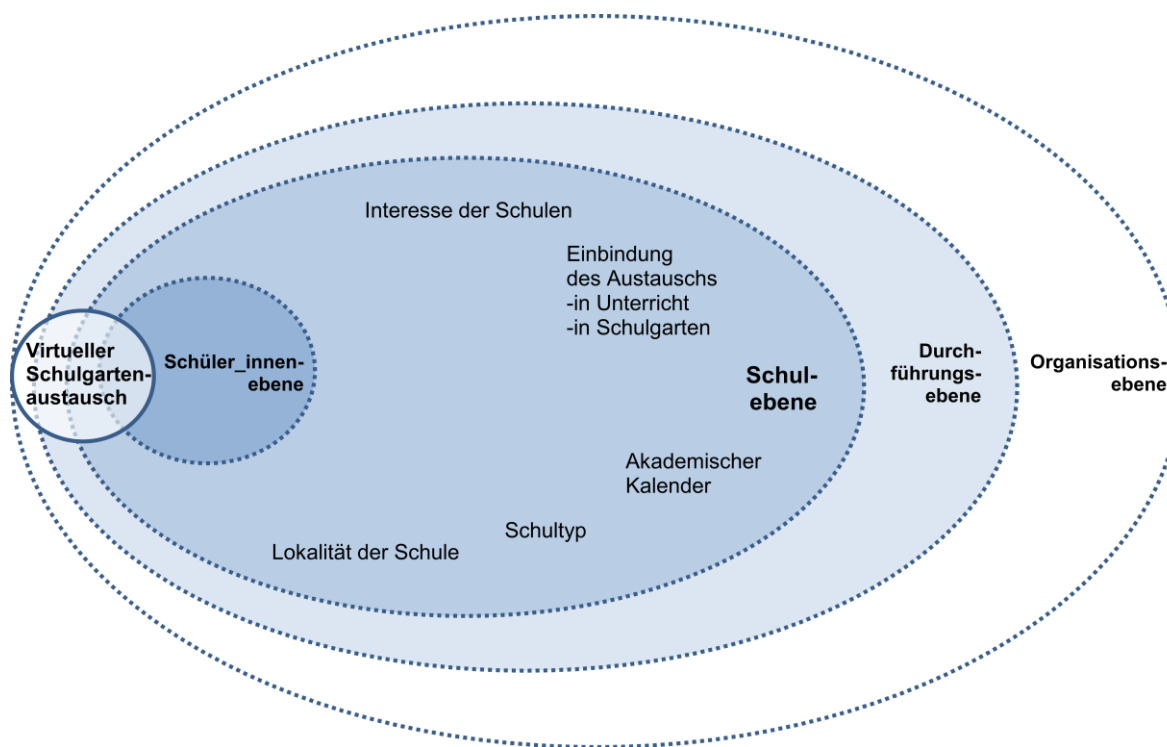 Interesse der Schulen
Einbindung
des Austauschs
-in Unterricht
-in Schulgarten
Virtueller
Schulgarten-
austausch
Schüler_innen-
ebene
Schul-
ebene
Durch-
führungs-
ebene
Organisations-
ebene
Akademischer
Kalender
Schultyp
Lokalität der Schule